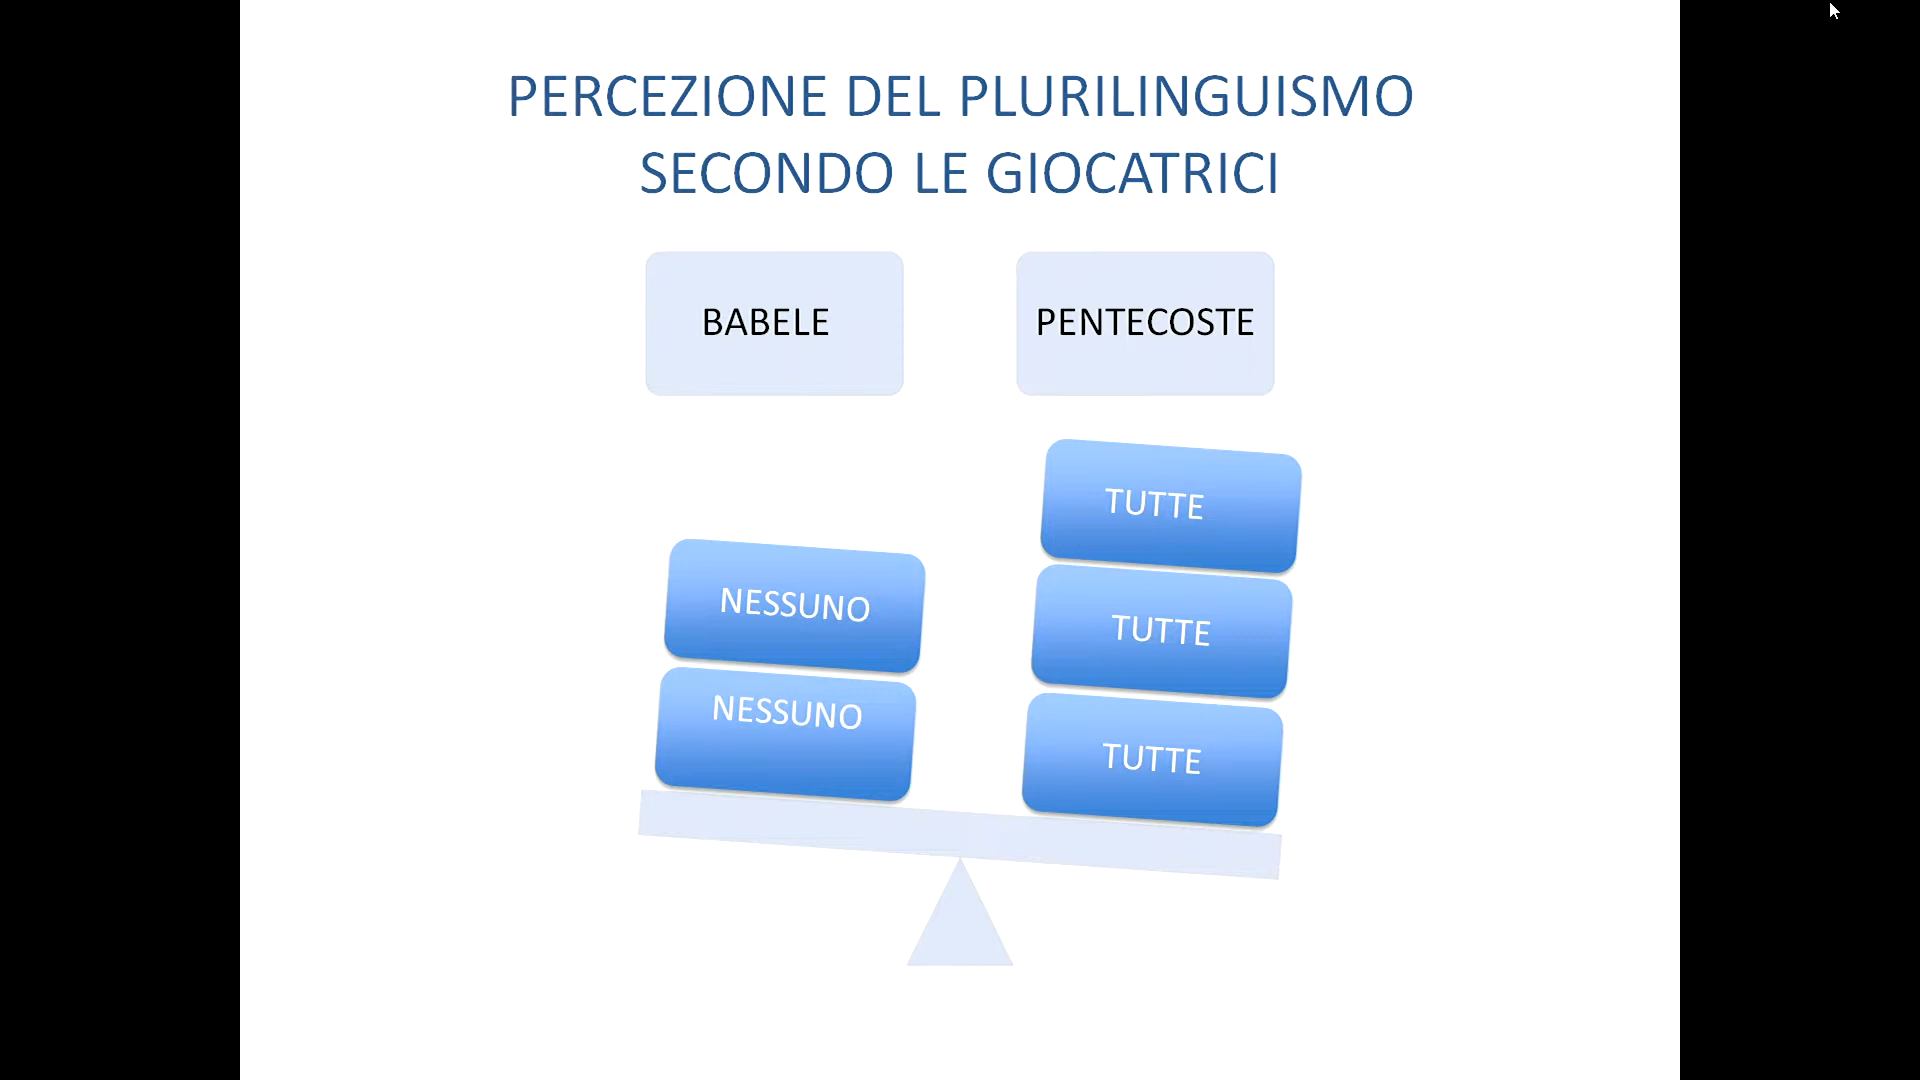 PERCEZIONE DEL PLURILINGUISMO
SECONDO LE GIOCATRICI
BABELE
PENTECOSTE
NESSUNO
NESSUNO
TUTTE
TUTTE
TUTTE